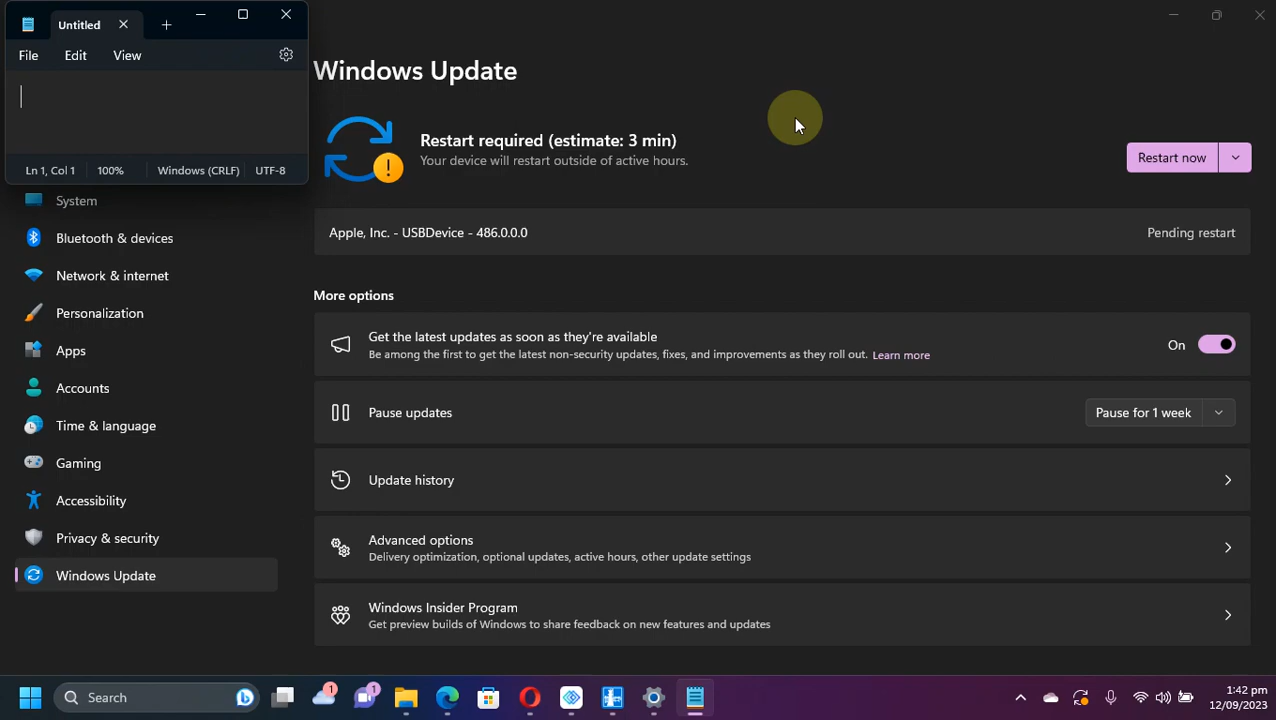 Untitled
File Edit View
Ln 1, Col 1 100% Windows (CRLF) UTF-8
Windows Update
Restart required (estimate: 3 min)
Your device will restart outside of active hours.
Restart now
Apple, Inc. - USBDevice - 486.0.0.0 Pending restart
More options
Get the latest updates as soon as they're available
Be among the first to get the latest non-security updates, fixes, and improvements as they roll out. Learn more
On
Pause updates Pause for 1 week
Update history
Advanced options
Delivery optimization, optional updates, active hours, other update settings
Windows Insider Program
Get preview builds of Windows to share feedback on new features and updates
System
Bluetooth & devices
Network & internet
Personalization
Apps
Accounts
Time & language
Gaming
Accessibility
Privacy & security
Windows Update
Search
1
1
1:42 pm
12/09/2023